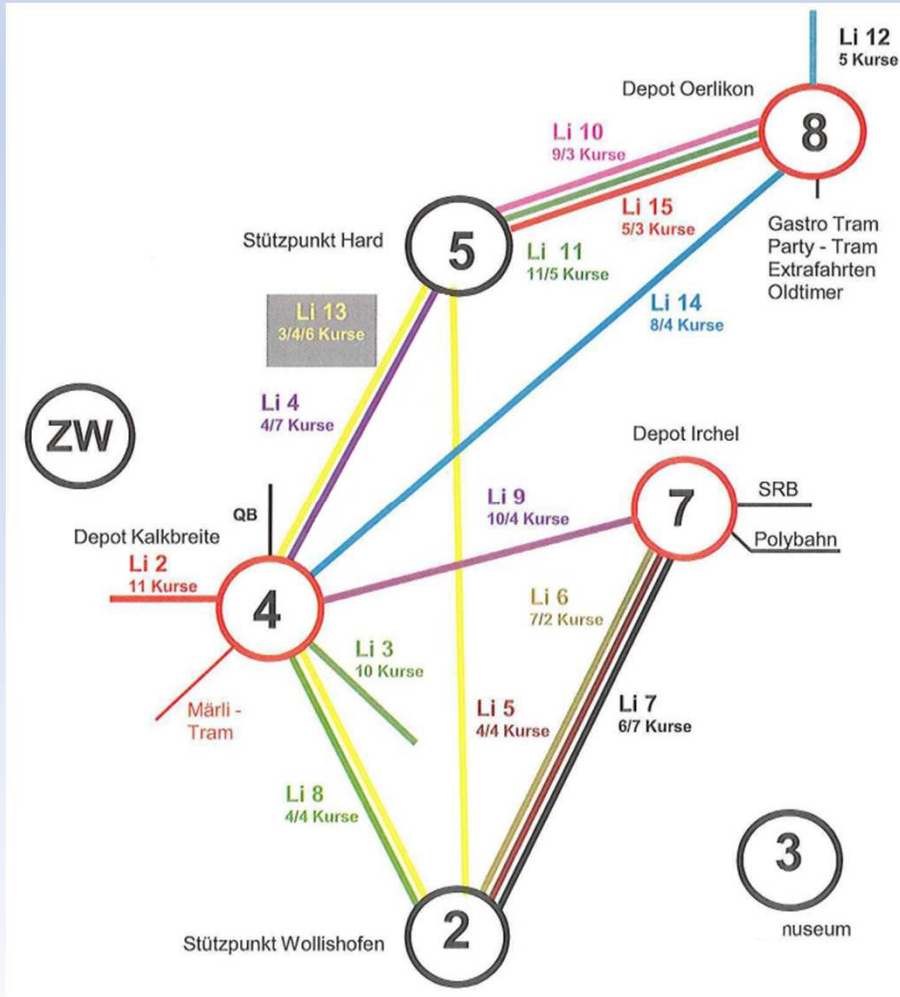 Li 12
5 Kurse
Depot Oerlikon
8
Li 10
9/3 Kurse
Li 15
5/3 Kurse
Gastro Tram
Party - Tram
Extrafahrten
Oldtimer
Stützpunkt Hard
5
Li 11
11/5 Kurse
Li 13
3/4/6 Kurse
Li 14
8/4 Kurse
Li 4
4/7 Kurse
ZW
Depot Irchel
7
SRB
Polybahn
Li 9
10/4 Kurse
QB
Depot Kalkbreite
Li 2
11 Kurse
4
Li 6
7/2 Kurse
Li 3
10 Kurse
Märli -
Tram
Li 5
4/4 Kurse
Li 7
6/7 Kurse
Li 8
4/4 Kurse
3
nuseum
Stützpunkt Wollishofen
2